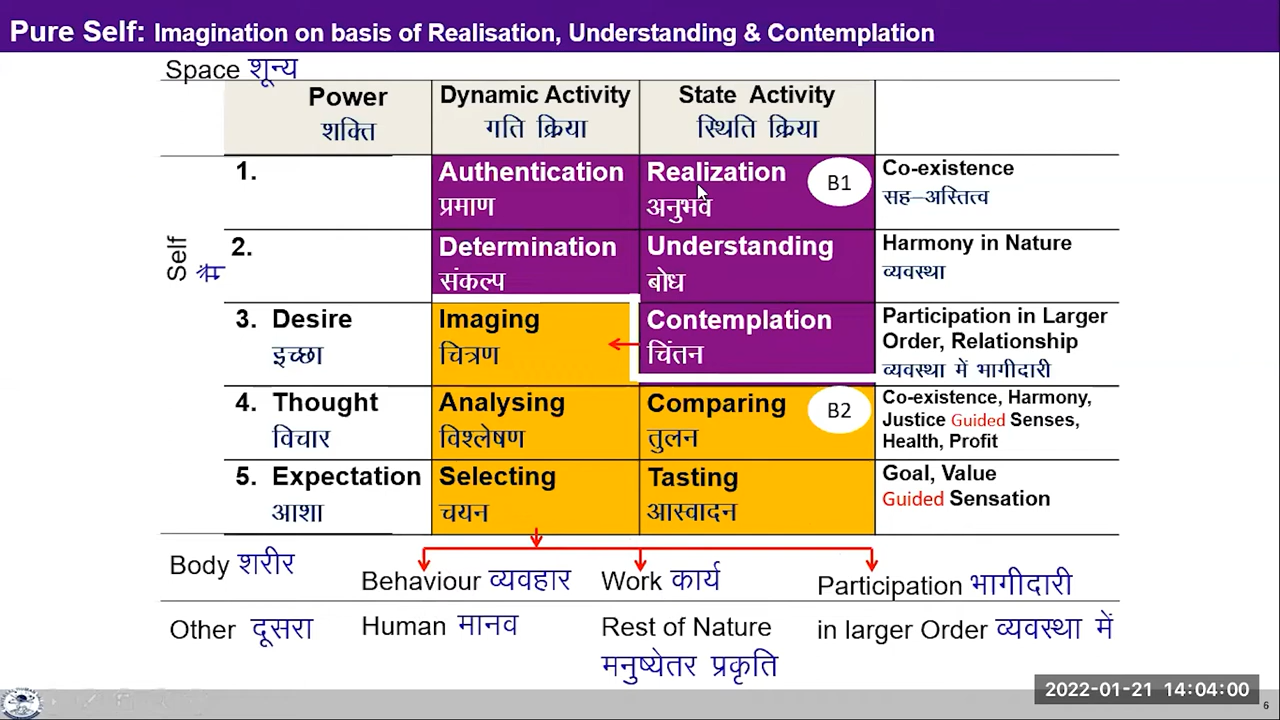 Pure Self: Imagination on basis of Realisation, Understanding & Contemplation
Space शून्य
Power
शक्ति
Dynamic Activity
गति क्रिया
State Activity
स्थिति क्रिया
Self
मैं
1.
Authentication
प्रमाण
Realization
अनुभव
B1
Co-existence
सह–अस्तित्व
2.
Determination
संकल्प
Understanding
बोध
Harmony in Nature
व्यवस्था
3. Desire
इच्छा
Imaging
चित्रण
Contemplation
चिंतन
Participation in Larger
Order, Relationship
व्यवस्था में भागीदारी
4. Thought
विचार
Analysing
विश्लेषण
Comparing
तुलन
B2
Co-existence, Harmony,
Justice Guided Senses,
Health, Profit
5. Expectation
आशा
Selecting
चयन
Tasting
आस्वादन
Goal, Value
Guided Sensation
Body शरीर
Behaviour व्यवहार
Work कार्य
Participation भागीदारी
Other दूसरा
Human मानव
Rest of Nature
मनुष्येतर प्रकृति
in larger Order व्यवस्था में
2022-01-21 14:04:00
6